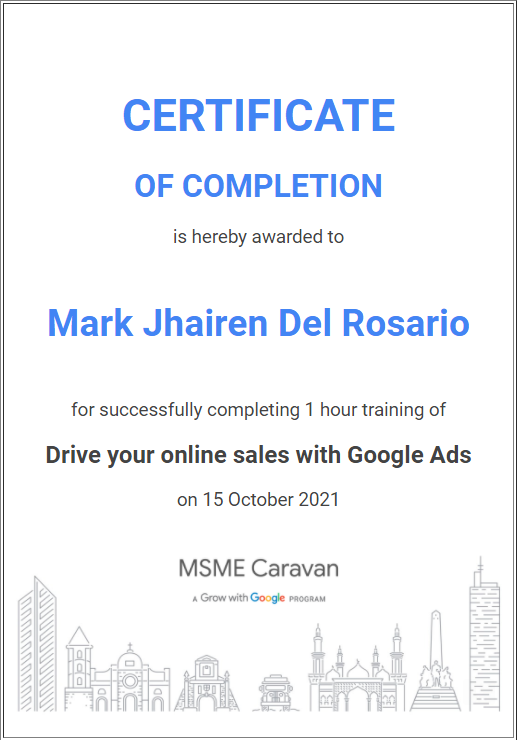 CERTIFICATE
OF COMPLETION
is hereby awarded to
Mark Jhairen Del Rosario
for successfully completing 1 hour training of
Drive your online sales with Google Ads
on 15 October 2021
MSME Caravan
A Grow with Google PROGRAM